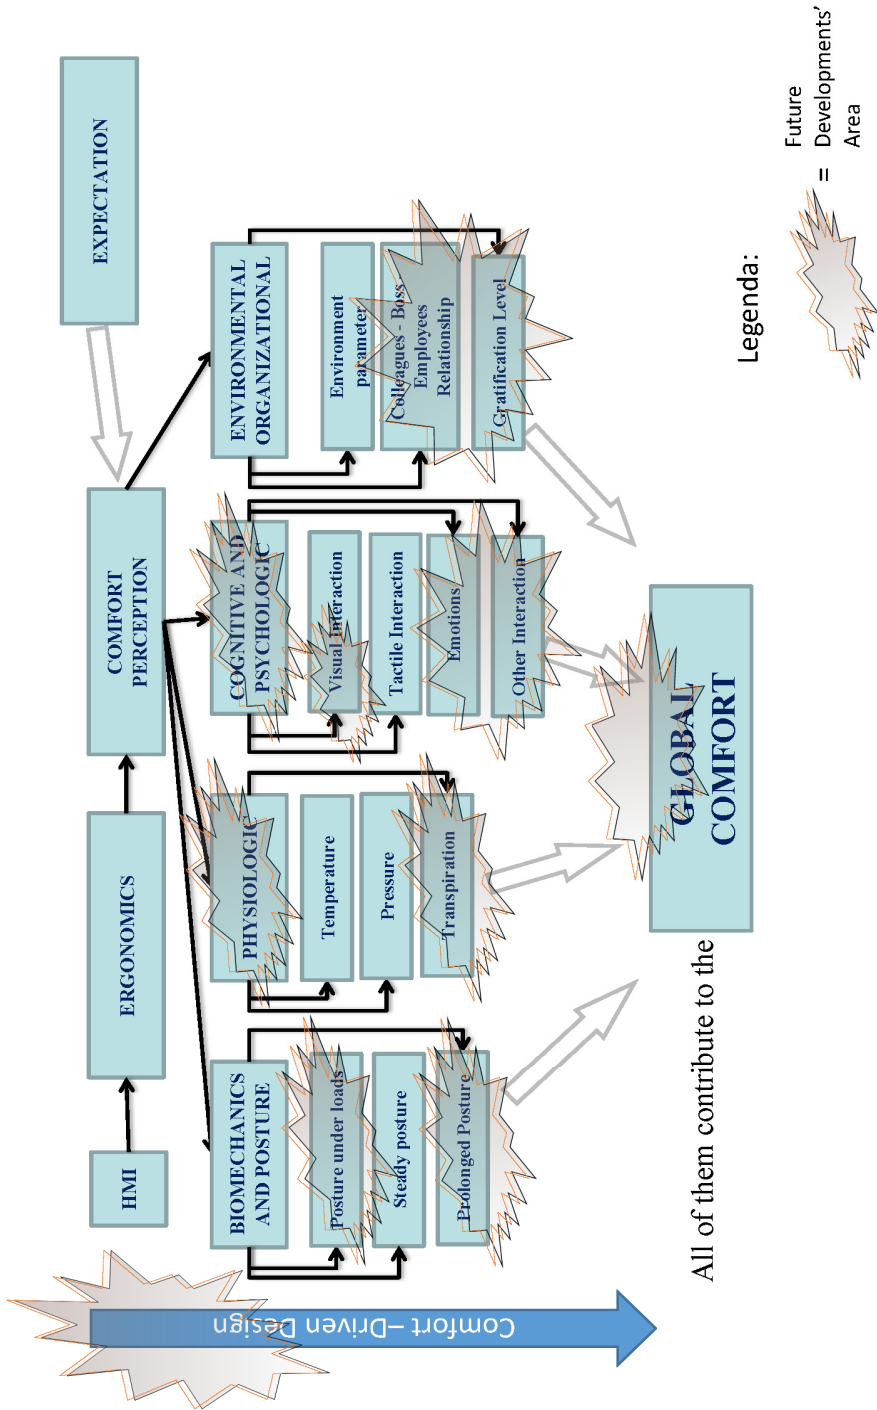 EXPECTATION
HMI
ERGONOMICS
COMFORT
PERCEPTION
BIOMECHANICS
AND POSTURE
Posture under loads
Steady posture
Prolonged Posture
PHYSIOLOGIC
Temperature
Pressure
Transpiration
COGNITIVE AND
PSYCHOLOGIC
Visual Interaction
Tactile Interaction
Emotions
Other Interaction
ENVIRONMENTAL
ORGANIZATIONAL
Environment
parameter
Colleagues - Boss -
Employees
Relationship
Gratification Level
Comfort –Driven Design
All of them contribute to the
GLOBAL
COMFORT
Legenda:
=
Future
Developments’
Area